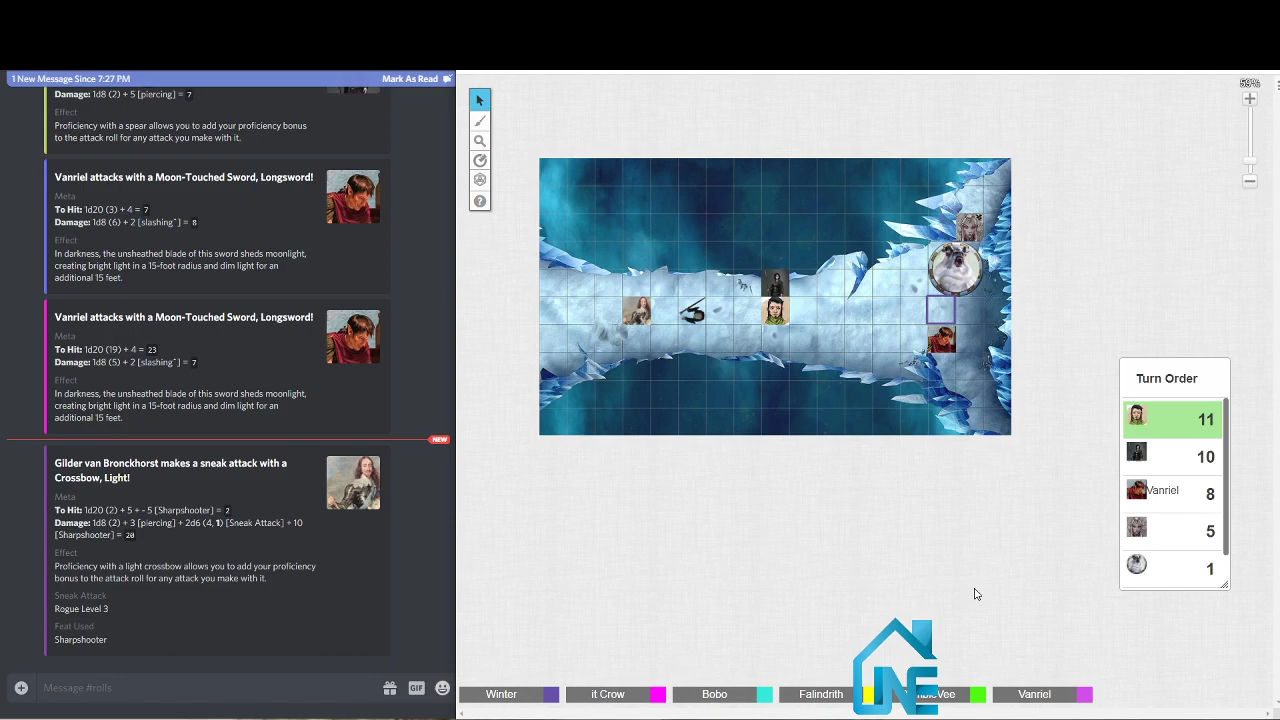 1 New Message Since 7:27 PM
Mark As Read
Damage: 1d8 (2) + 5 [piercing] = 7
Effect
Proficiency with a spear allows you to add your proficiency bonus
to the attack roll for any attack you make with it.
Vanriel attacks with a Moon-Touched Sword, Longsword!
Meta
To Hit: 1d20 (3) + 4 = 7
Damage: 1d8 (6) + 2 [slashing^] = 8
Effect
In darkness, the unsheathed blade of this sword sheds moonlight,
creating bright light in a 15-foot radius and dim light for an
additional 15 feet.
Vanriel attacks with a Moon-Touched Sword, Longsword!
Meta
To Hit: 1d20 (19) + 4 = 23
Damage: 1d8 (5) + 2 [slashing^] = 7
Effect
In darkness, the unsheathed blade of this sword sheds moonlight,
creating bright light in a 15-foot radius and dim light for an
additional 15 feet.
NEW
Gilder van Bronckhorst makes a sneak attack with a
Crossbow, Light!
Meta
To Hit: 1d20 (2) + 5 + - 5 [Sharpshooter] = 2
Damage: 1d8 (2) + 3 [piercing] + 2d6 (4, 1) [Sneak Attack] + 10
[Sharpshooter] = 20
Effect
Proficiency with a light crossbow allows you to add your proficiency
bonus to the attack roll for any attack you make with it.
Sneak Attack
Rogue Level 3
Feat Used
Sharpshooter
Message #rolls
GIF
59%
Turn Order
11
10
Vanriel 8
5
1
JNE
Winter
it Crow
Bobo
Falindrith
Vee
Vanriel